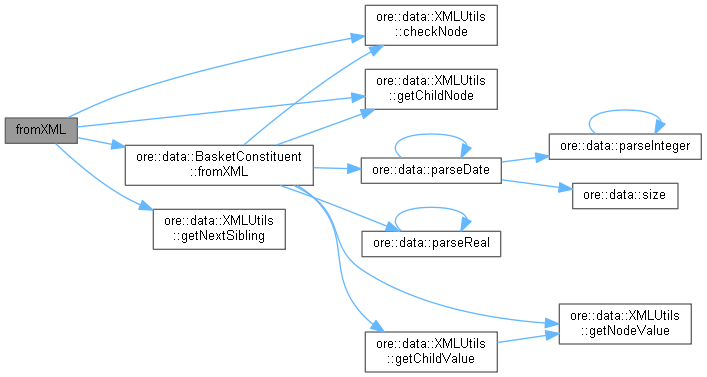 ore::data::XMLUtils
::checkNode
ore::data::XMLUtils
::getChildNode
fromXML
ore::data::BasketConstituent
::fromXML
ore::data::parseDate
ore::data::parseInteger
ore::data::size
ore::data::XMLUtils
::getNextSibling
ore::data::parseReal
ore::data::XMLUtils
::getNodeValue
ore::data::XMLUtils
::getChildValue